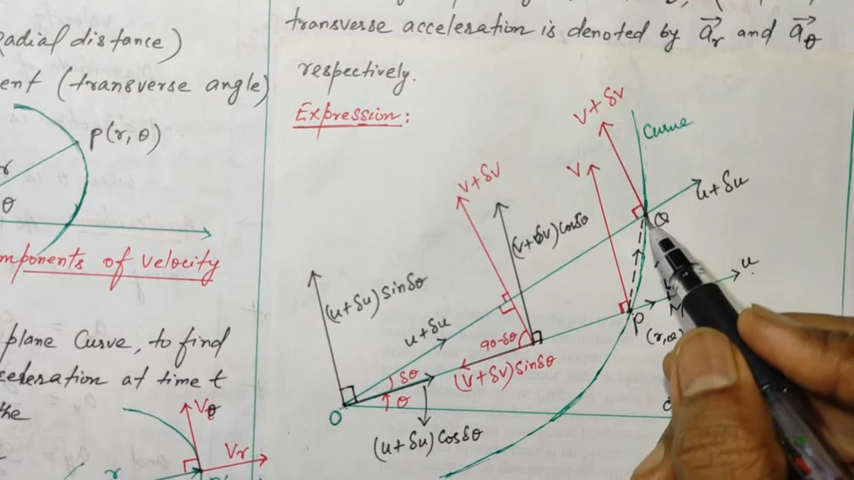 adial distance)
ent (transverse angle)
P(r, θ)
r
θ
mponents of velocity
plane curve, to find
celeration at time t
the
Vθ
Vr
r
transverse acceleration is denoted by a⃗r and a⃗θ
respectively.
Expression:
V+δV
Curve
V
V+δV
u+δu
Q
(V+δV)cosδθ
(u+δu)sinδθ
u
u+δu
P
90-δθ
δθ
(V+δV)sinδθ
θ
O
(u+δu)cosδθ
and